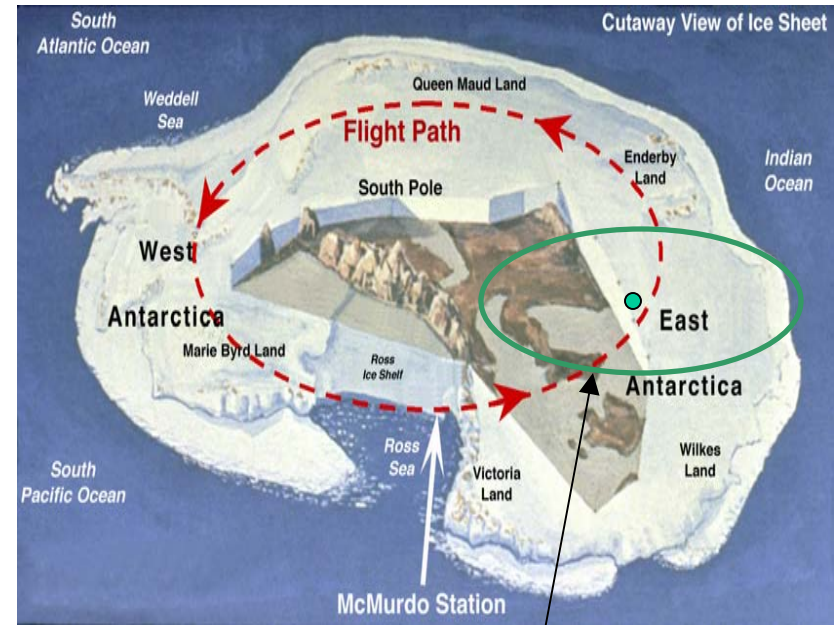 South
Atlantic Ocean
Cutaway View of Ice Sheet
Weddell
Sea
Queen Maud Land
Flight Path
Enderby
Land
Indian
Ocean
South Pole
West
Antarctica
East
Antarctica
Marie Byrd Land
Ross
Ice Shelf
Ross
Sea
South
Pacific Ocean
Victoria
Land
Wilkes
Land
McMurdo Station